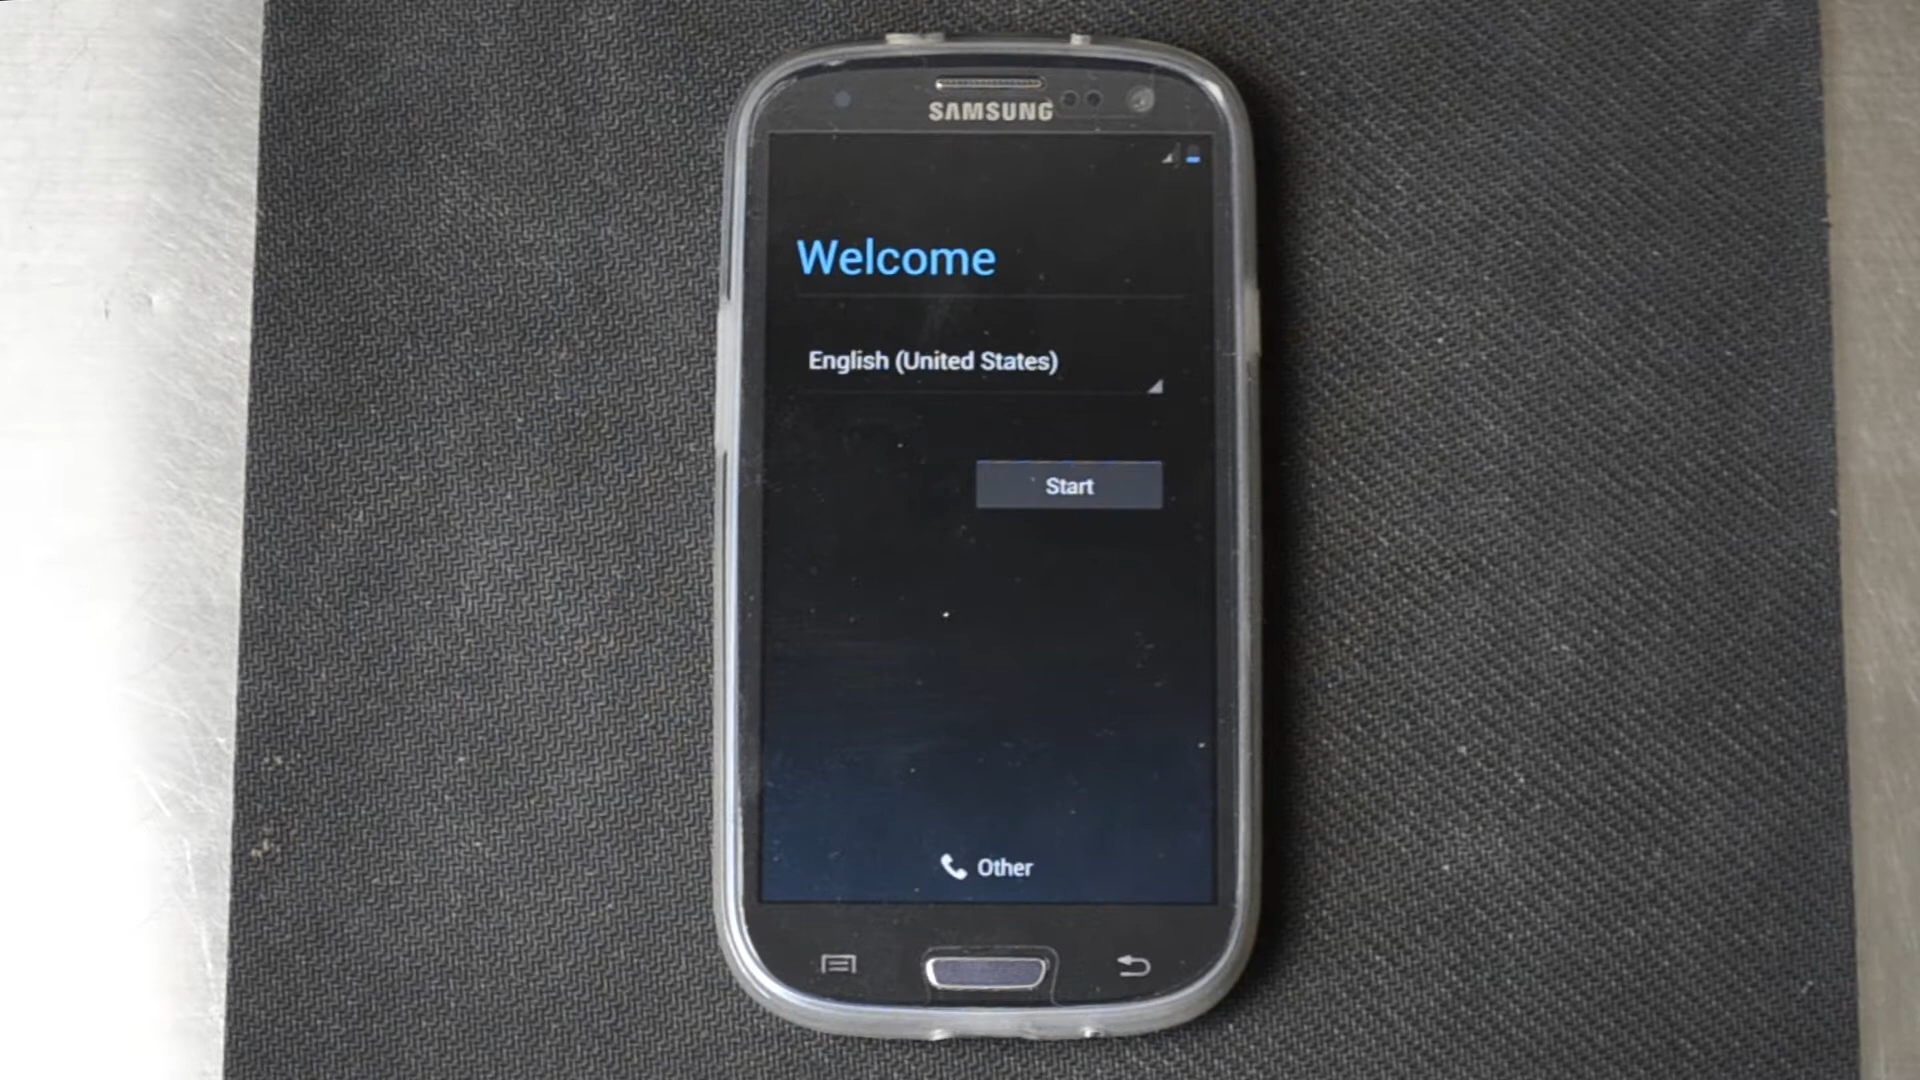 SAMSUNG
Welcome
English (United States)
Start
Other